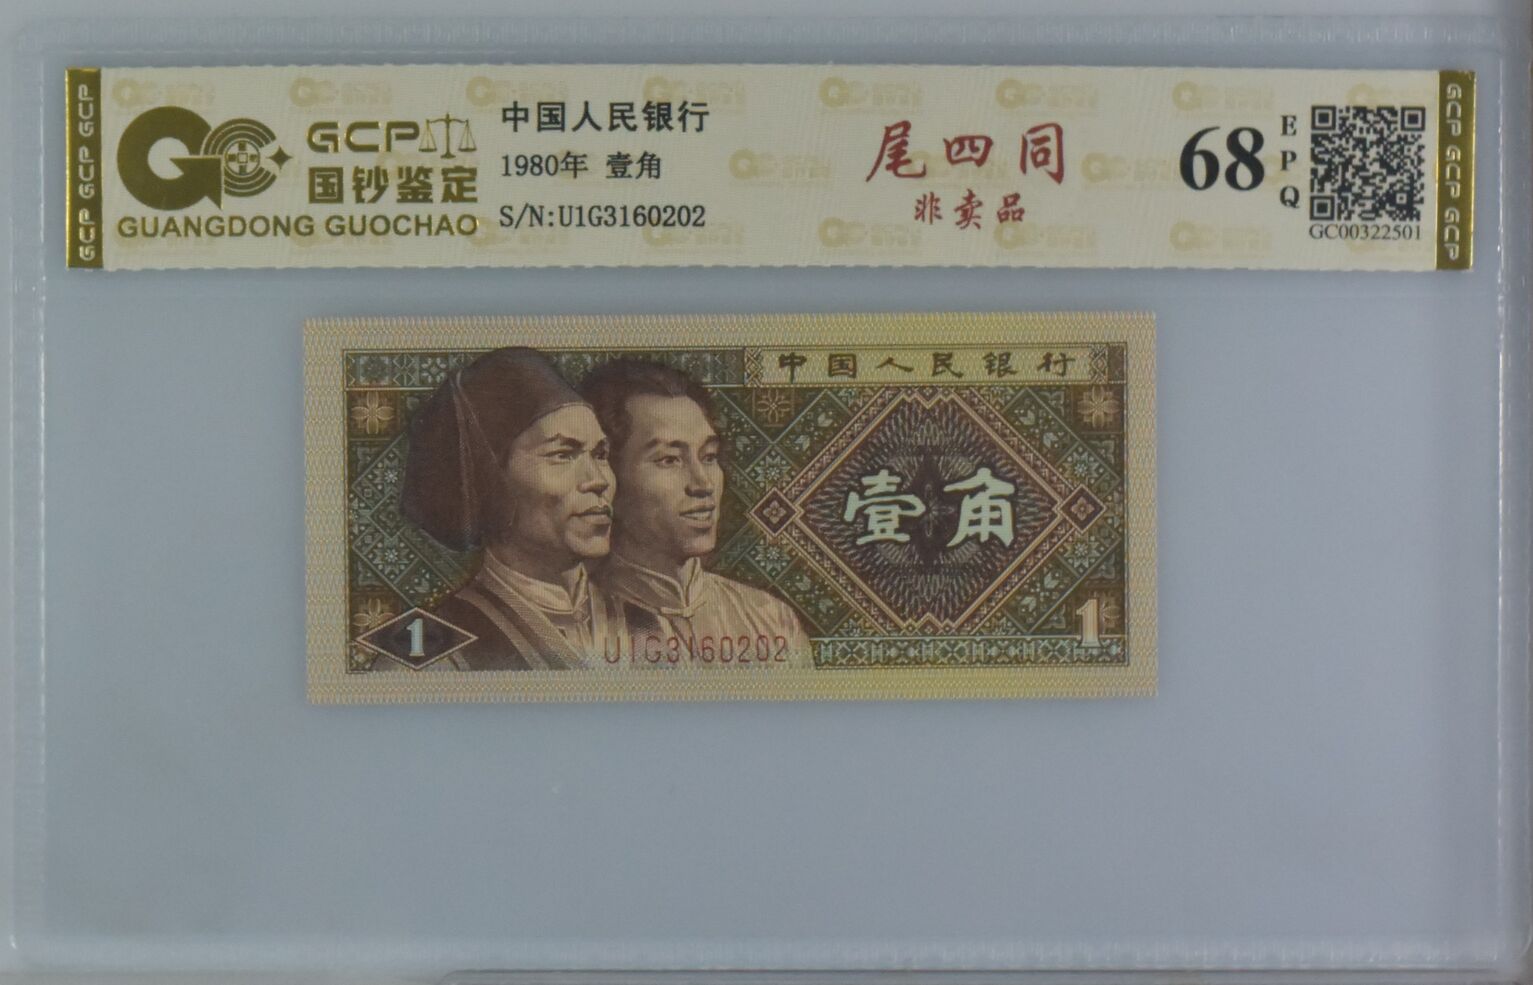 GCP GCP GCP
GCP
国钞鉴定
GUANGDONG GUOCHAO
中国人民银行
1980年 壹角
S/N:U1G3160202
尾四同
非卖品
68
EPQ
GC00322501
GCP GCP GCP
中国人民银行
壹角
1
U1G3160202
1